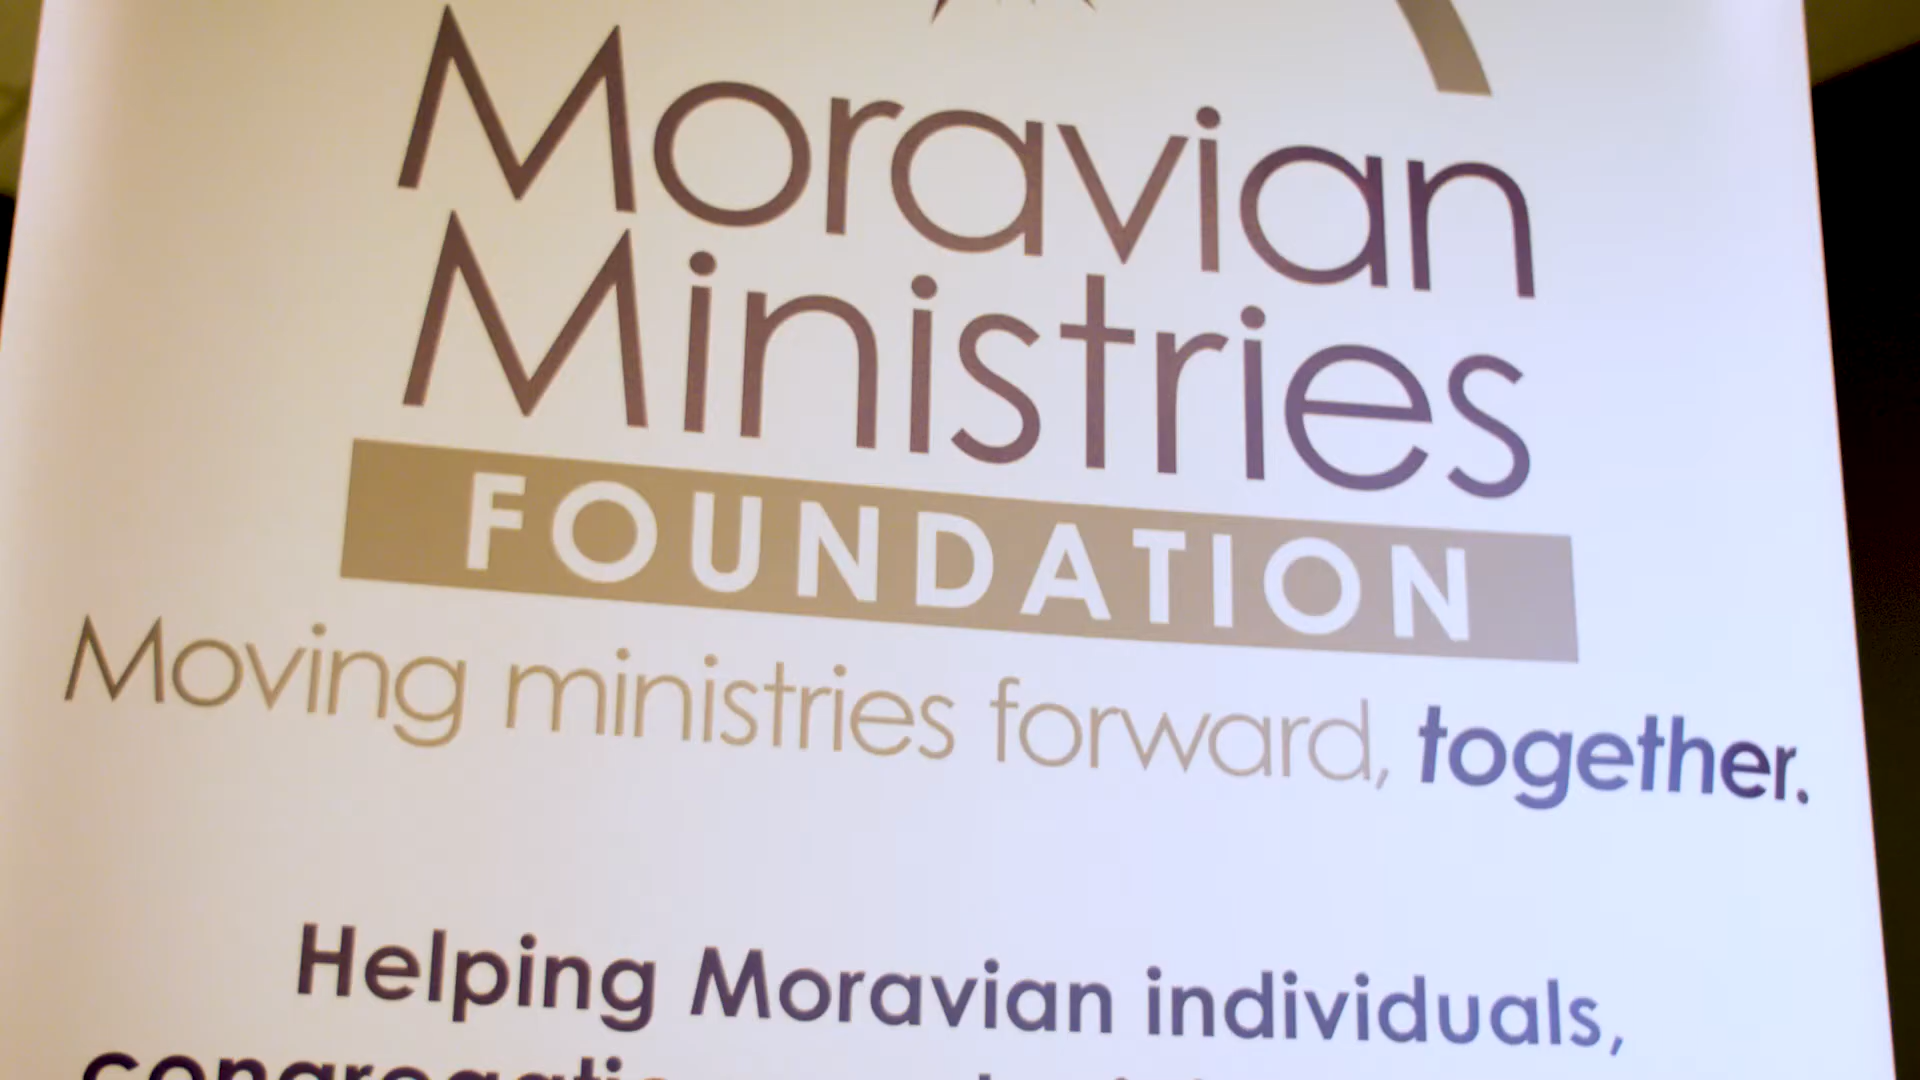 Moravian
Ministries
FOUNDATION
Moving ministries forward, together.
Helping Moravian individuals,